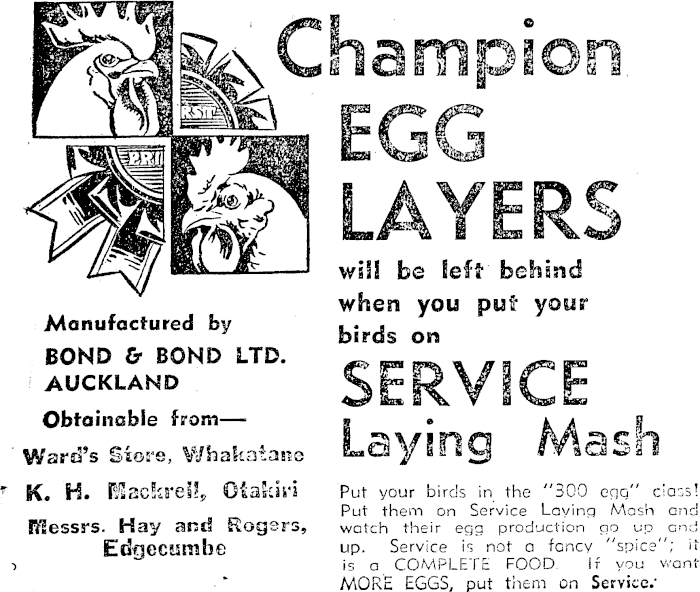 RST
PRI
Champion
EGG
LAYERS
will be left behind
when you put your
birds on
SERVICE
Laying Mash
Put your birds in the "300 egg" class!
Put them on Service Laying Mash and
watch their egg production go up and
up. Service is not a fancy "spice"; it
is a COMPLETE FOOD. If you want
MORE EGGS, put them on Service.
Manufactured by
BOND & BOND LTD.
AUCKLAND
Obtainable from—
Ward's Store, Whakatane
K. H. Mackrell, Otakiri
Messrs. Hay and Rogers,
Edgecumbe